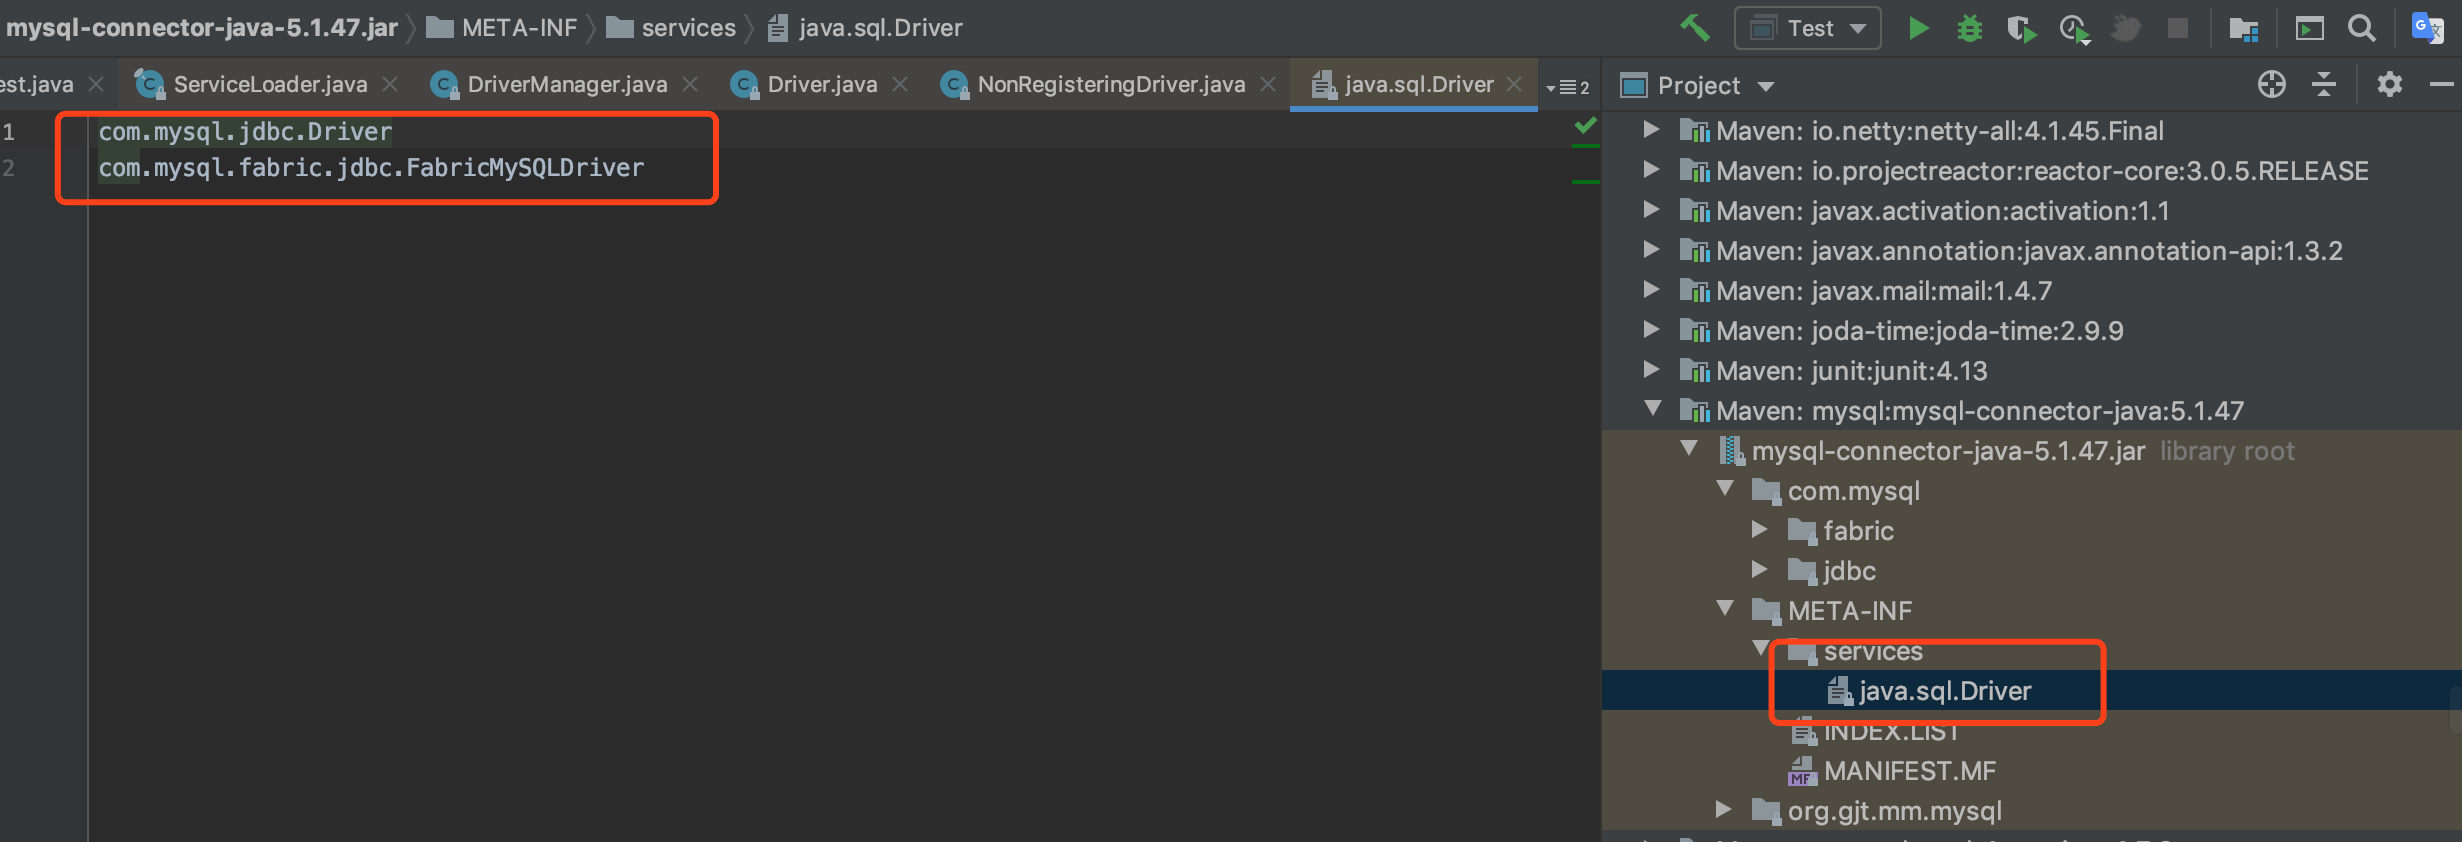 mysql-connector-java-5.1.47.jar META-INF services java.sql.Driver Test
est.java ServiceLoader.java DriverManager.java Driver.java NonRegisteringDriver.java java.sql.Driver 2 Project
1 com.mysql.jdbc.Driver
2 com.mysql.fabric.jdbc.FabricMySQLDriver
Maven: io.netty:netty-all:4.1.45.Final
Maven: io.projectreactor:reactor-core:3.0.5.RELEASE
Maven: javax.activation:activation:1.1
Maven: javax.annotation:javax.annotation-api:1.3.2
Maven: javax.mail:mail:1.4.7
Maven: joda-time:joda-time:2.9.9
Maven: junit:junit:4.13
Maven: mysql:mysql-connector-java:5.1.47
mysql-connector-java-5.1.47.jar library root
com.mysql
fabric
jdbc
META-INF
services
java.sql.Driver
INDEX.LIST
MANIFEST.MF
org.gjt.mm.mysql